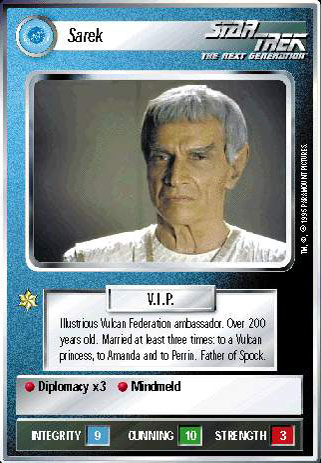 Sarek
STAR TREK
THE NEXT GENERATION
TM, ©, ® 1995 PARAMOUNT PICTURES.
V.I.P.
Illustrious Vulcan Federation ambassador. Over 200
years old. Married at least three times: to a Vulcan
princess, to Amanda and to Perrin. Father of Spock.
Diplomacy x3 Mindmeld
INTEGRITY 9 CUNNING 10 STRENGTH 3